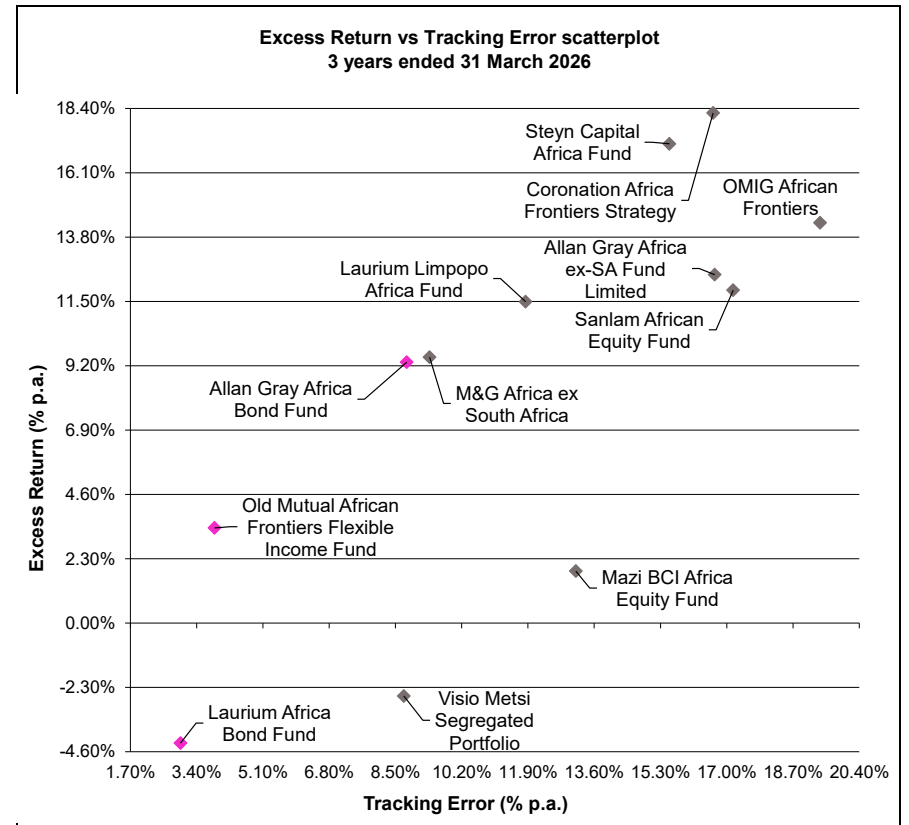 Excess Return vs Tracking Error scatterplot
3 years ended 31 March 2026
18.40%
16.10%
13.80%
11.50%
9.20%
6.90%
4.60%
2.30%
0.00%
-2.30%
-4.60%
Excess Return (% p.a.)
Steyn Capital
Africa Fund
Coronation Africa
Frontiers Strategy
OMIG African
Frontiers
Allan Gray Africa
ex-SA Fund
Limited
Laurium Limpopo
Africa Fund
Sanlam African
Equity Fund
Allan Gray Africa
Bond Fund
M&G Africa ex
South Africa
Old Mutual African
Frontiers Flexible
Income Fund
Mazi BCI Africa
Equity Fund
Laurium Africa
Bond Fund
Visio Metsi
Segregated
Portfolio
1.70% 3.40% 5.10% 6.80% 8.50% 10.20% 11.90% 13.60% 15.30% 17.00% 18.70% 20.40%
Tracking Error (% p.a.)